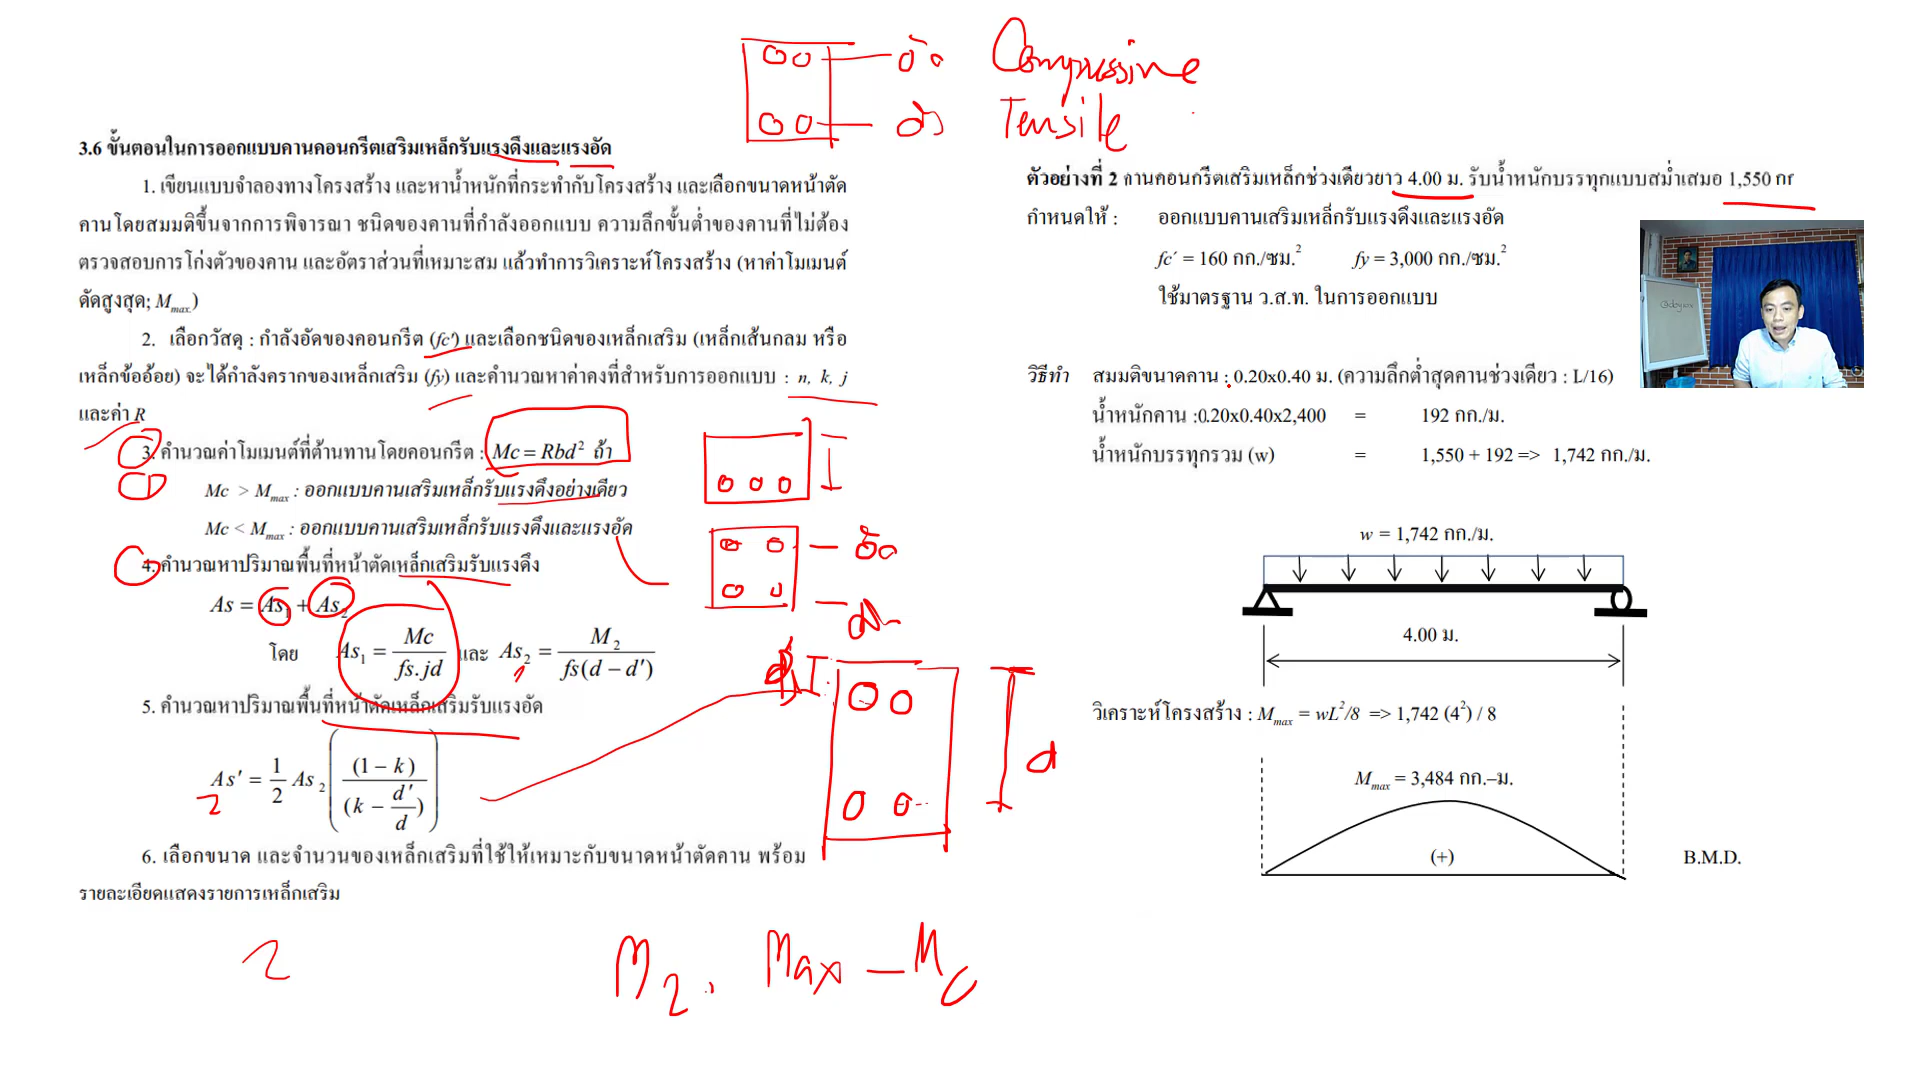 อัด Compressive
ดึง Tensile
3.6 ขั้นตอนในการออกแบบคานคอนกรีตเสริมเหล็กรับแรงดึงและแรงอัด
1. เขียนแบบจำลองทางโครงสร้าง และหาน้ำหนักที่กระทำกับโครงสร้าง และเลือกขนาดหน้าตัด
คานโดยสมมติขึ้นจากการพิจารณา ชนิดของคานที่กำลังออกแบบ ความลึกขั้นต่ำของคานที่ไม่ต้อง
ตรวจสอบการโก่งตัวของคาน และอัตราส่วนที่เหมาะสม แล้วทำการวิเคราะห์โครงสร้าง (หาค่าโมเมนต์
ดัดสูงสุด; Mmax)
2. เลือกวัสดุ : กำลังอัดของคอนกรีต (fc') และเลือกชนิดของเหล็กเสริม (เหล็กเส้นกลม หรือ
เหล็กข้ออ้อย) จะได้กำลังครากของเหล็กเสริม (fy) และคำนวณหาค่าคงที่สำหรับการออกแบบ : n, k, j
และค่า R
3. คำนวณค่าโมเมนต์ที่ต้านทานโดยคอนกรีต : Mc = Rbd² ถ้า
Mc > Mmax : ออกแบบคานเสริมเหล็กรับแรงดึงอย่างเดียว
Mc < Mmax : ออกแบบคานเสริมเหล็กรับแรงดึงและแรงอัด
อัด
4. คำนวณหาปริมาณพื้นที่หน้าตัดเหล็กเสริมรับแรงดึง
As = As₁ + As₂
โดย As₁ = Mc / fs.jd และ As₂ = M₂ / fs(d − d')
d
5. คำนวณหาปริมาณพื้นที่หน้าตัดเหล็กเสริมรับแรงอัด
As' = 1/2 As₂ ((1 − k) / (k − d'/d))
2
6. เลือกขนาด และจำนวนของเหล็กเสริมที่ใช้ให้เหมาะกับขนาดหน้าตัดคาน พร้อม
รายละเอียดแสดงรายการเหล็กเสริม
2
M2 Max − Mc
ตัวอย่างที่ 2 คานคอนกรีตเสริมเหล็กช่วงเดียวยาว 4.00 ม. รับน้ำหนักบรรทุกแบบสม่ำเสมอ 1,550 กก
กำหนดให้ : ออกแบบคานเสริมเหล็กรับแรงดึงและแรงอัด
fc´ = 160 กก./ซม.² fy = 3,000 กก./ซม.²
ใช้มาตรฐาน ว.ส.ท. ในการออกแบบ
วิธีทำ สมมติขนาดคาน : 0.20x0.40 ม. (ความลึกต่ำสุดคานช่วงเดียว : L/16)
น้ำหนักคาน :0.20x0.40x2,400 = 192 กก./ม.
น้ำหนักบรรทุกรวม (w) = 1,550 + 192 => 1,742 กก./ม.
w = 1,742 กก./ม.
4.00 ม.
วิเคราะห์โครงสร้าง : Mmax = wL²/8 => 1,742 (4²) / 8
Mmax = 3,484 กก.–ม.
(+) B.M.D.